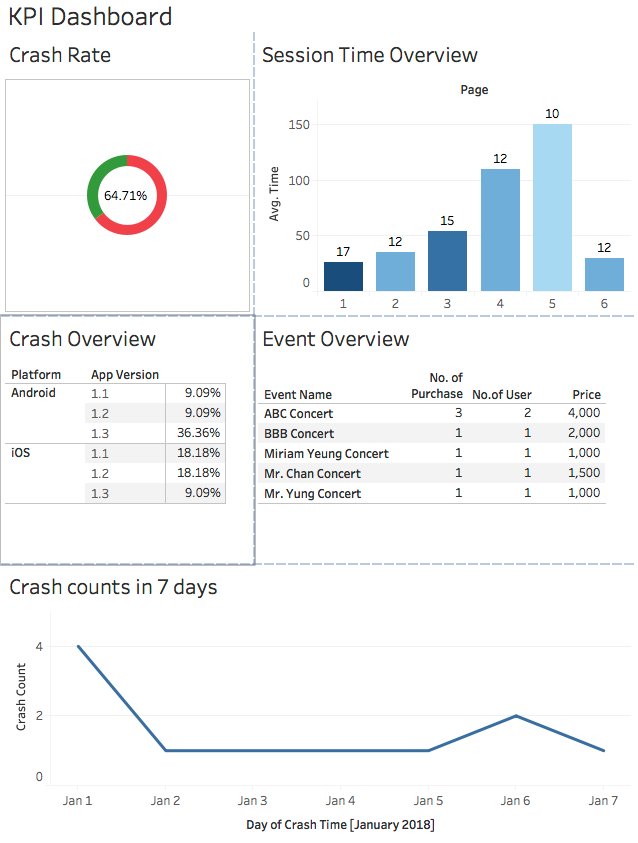 KPI Dashboard
Crash Rate
64.71%
Session Time Overview
Page
Avg. Time
150
100
50
0
17
12
15
12
10
12
1 2 3 4 5 6
Crash Overview
Platform App Version
Android 1.1 9.09%
1.2 9.09%
1.3 36.36%
iOS 1.1 18.18%
1.2 18.18%
1.3 9.09%
Event Overview
No. of
Event Name Purchase No.of User Price
ABC Concert 3 2 4,000
BBB Concert 1 1 2,000
Miriam Yeung Concert 1 1 1,000
Mr. Chan Concert 1 1 1,500
Mr. Yung Concert 1 1 1,000
Crash counts in 7 days
Crash Count
4
2
0
Jan 1 Jan 2 Jan 3 Jan 4 Jan 5 Jan 6 Jan 7
Day of Crash Time [January 2018]